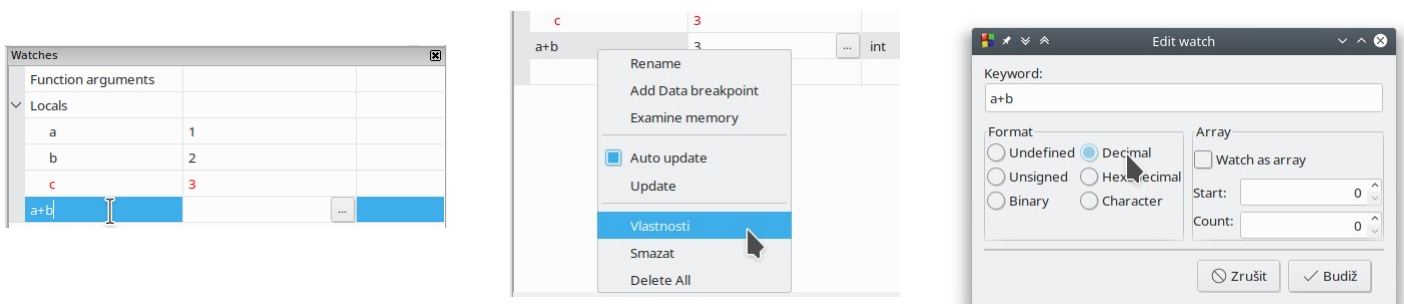 Watches
Function arguments
Locals
a 1
b 2
c 3
a+b ...
c 3
a+b 3 ... int
Rename
Add Data breakpoint
Examine memory
Auto update
Update
Vlastnosti
Smazat
Delete All
Edit watch
Keyword:
a+b
Format
Undefined Decimal
Unsigned
Binary Character
Array
Watch as array
Start: 0
Count: 0
Zrušit Budiž